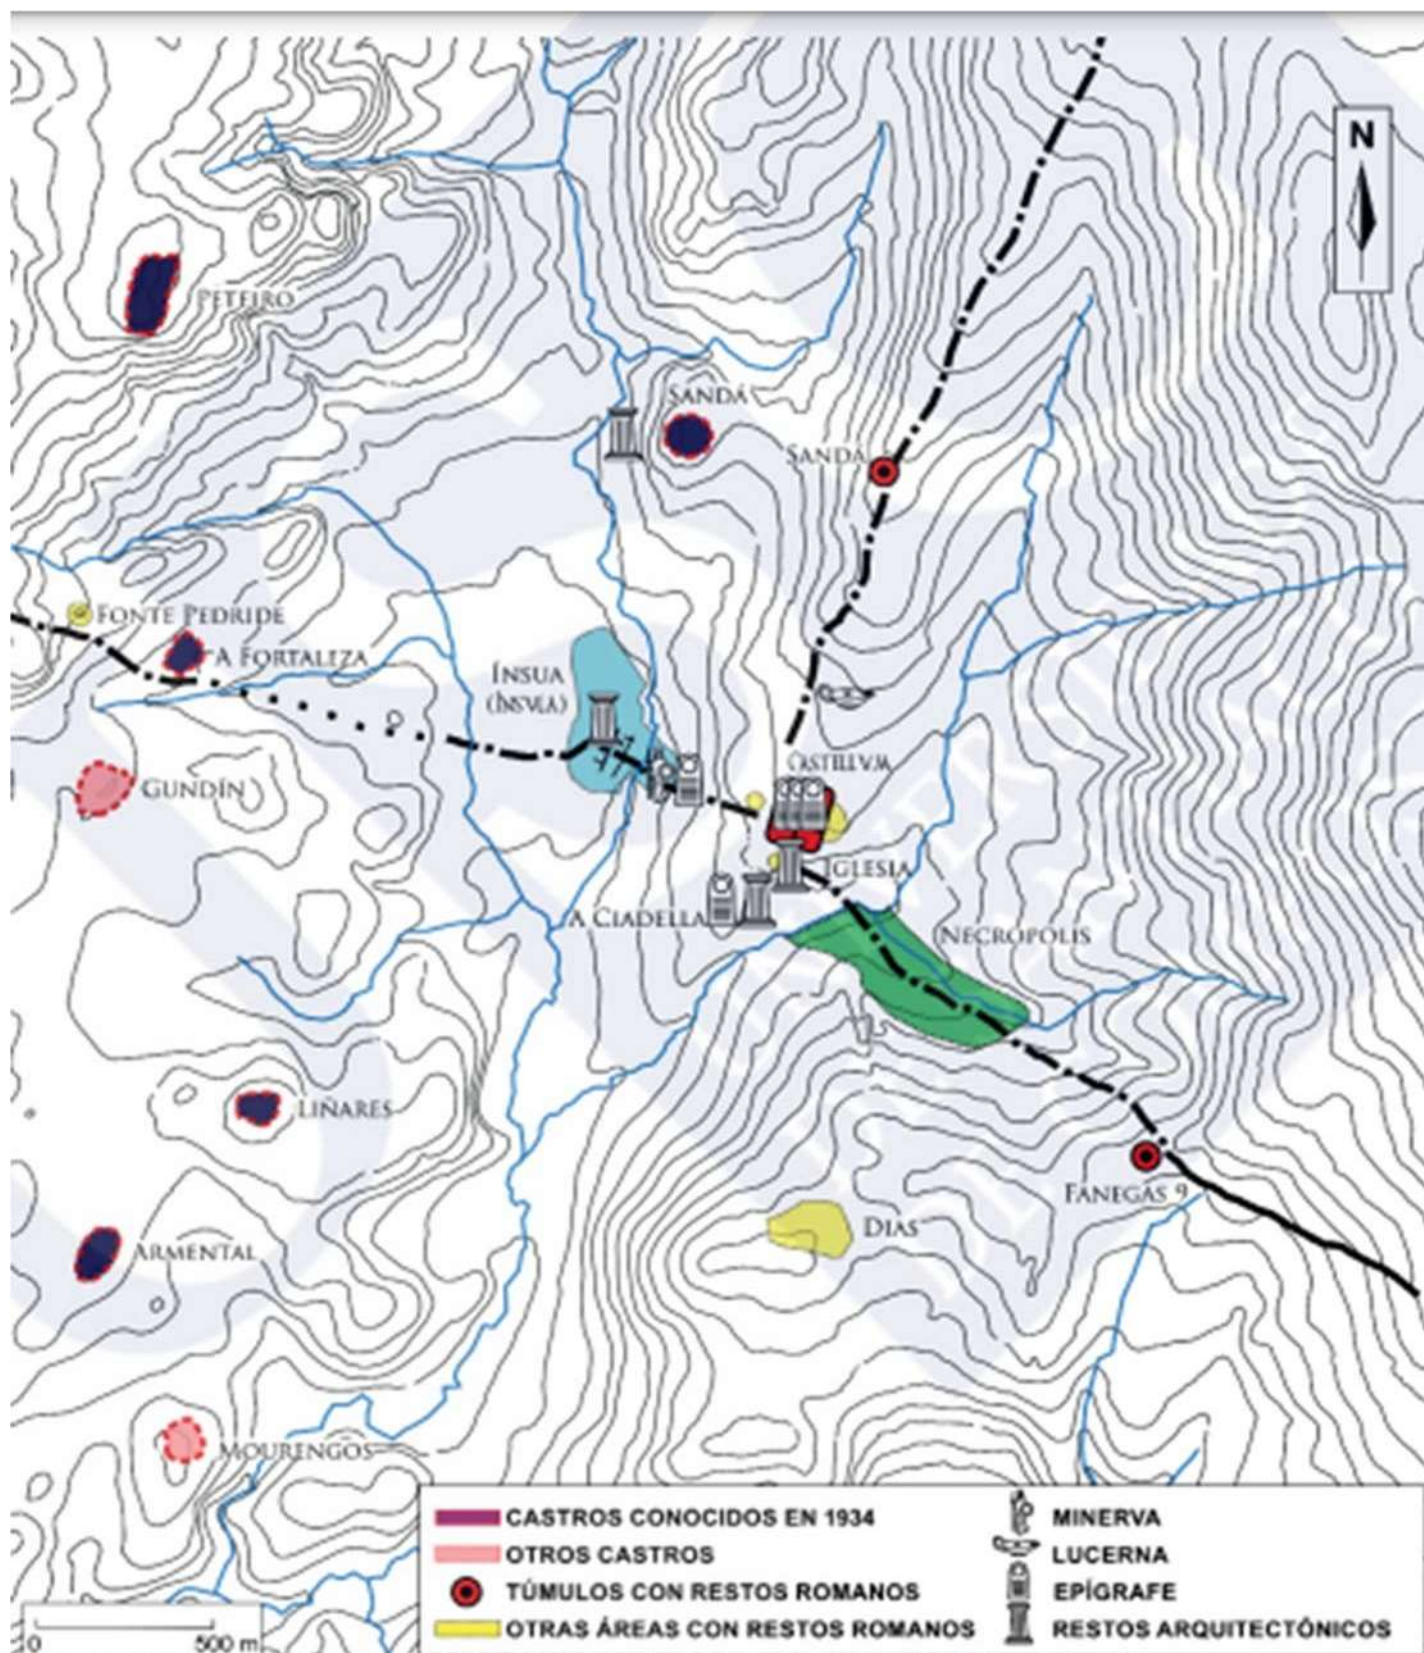 N
PETEIRO
SANDÁ
SANDÁ
FONTE PEDRIDE
A FORTALEZA
ÍNSUA
(ÍNSVLA)
GUNDÍN
CASTELLVM
IGLESIA
A CIADELLA
NECRÓPOLIS
LIÑARES
FANEGAS 9
DIAS
ARMENTAL
MOURENGOS
CASTROS CONOCIDOS EN 1934
OTROS CASTROS
TÚMULOS CON RESTOS ROMANOS
OTRAS ÁREAS CON RESTOS ROMANOS
MINERVA
LUCERNA
EPÍGRAFE
RESTOS ARQUITECTÓNICOS
0 500 m